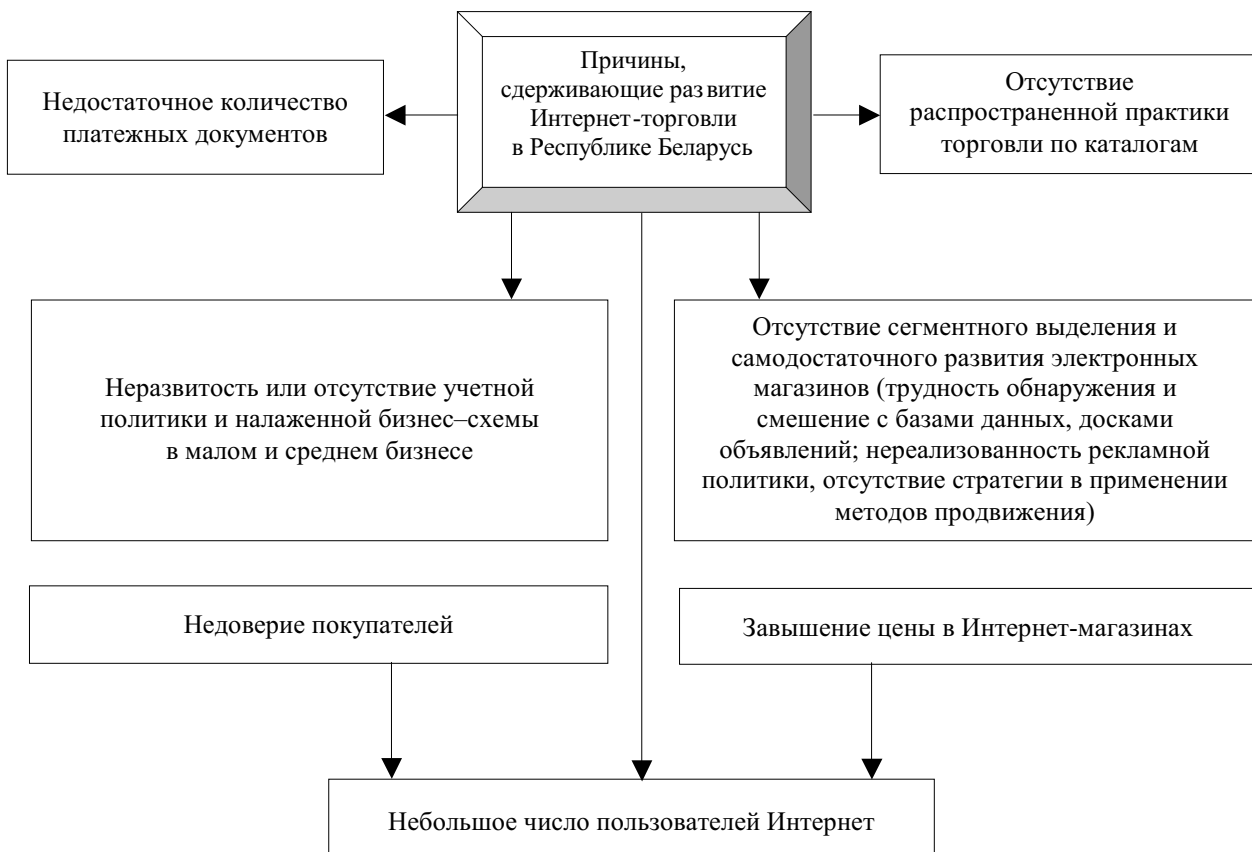 Причины,
сдерживающие развитие
Интернет-торговли
в Республике Беларусь
Недостаточное количество
платежных документов
Отсутствие
распространенной практики
торговли по каталогам
Неразвитость или отсутствие учетной
политики и налаженной бизнес–схемы
в малом и среднем бизнесе
Отсутствие сегментного выделения и
самодостаточного развития электронных
магазинов (трудность обнаружения и
смешение с базами данных, досками
объявлений; нереализованность рекламной
политики, отсутствие стратегии в применении
методов продвижения)
Недоверие покупателей
Завышение цены в Интернет-магазинах
Небольшое число пользователей Интернет